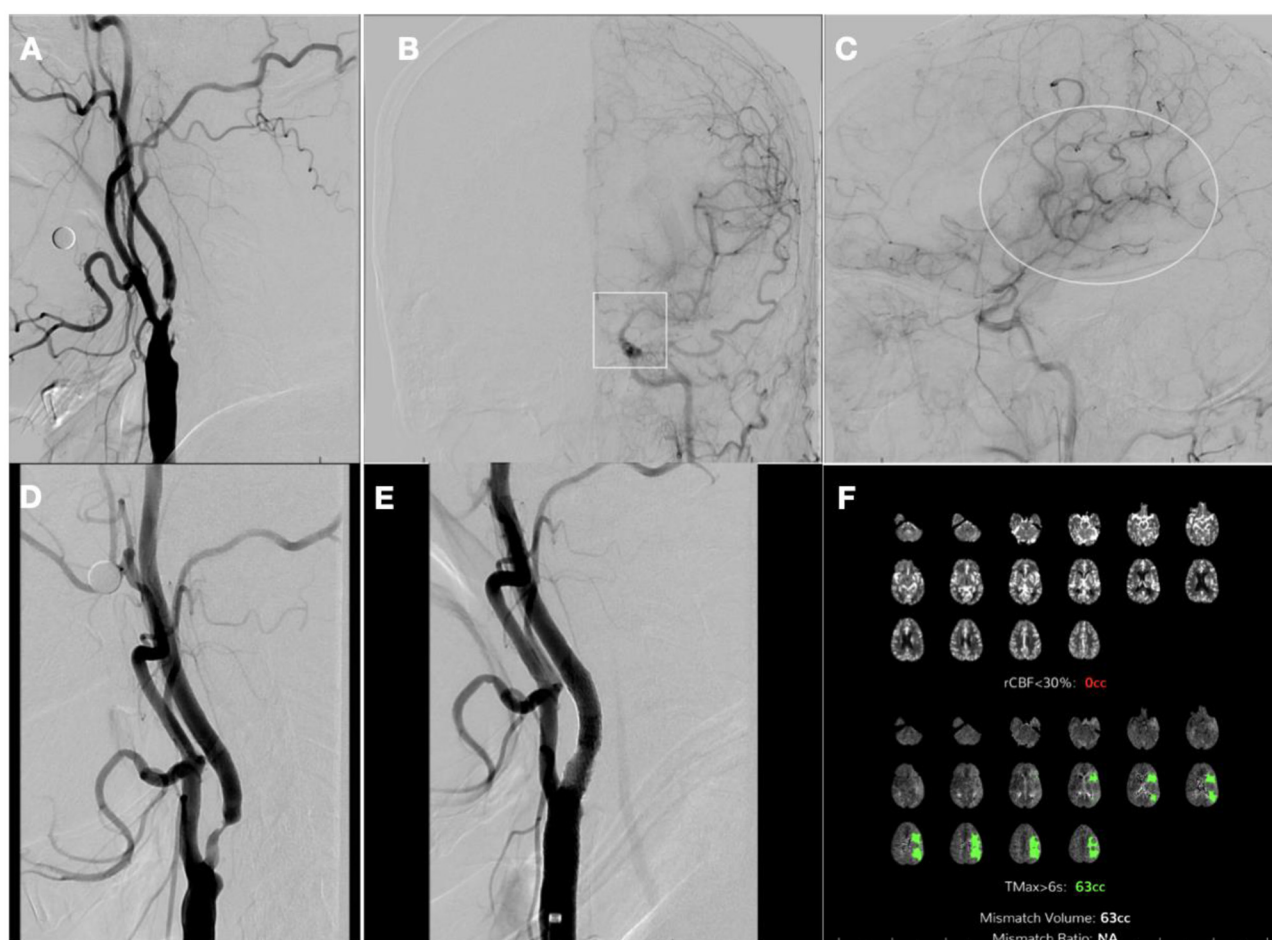 A
B
C
D
E
F
rCBF<30%: 0cc
TMax>6s: 63cc
Mismatch Volume: 63cc
Mismatch Ratio: NA